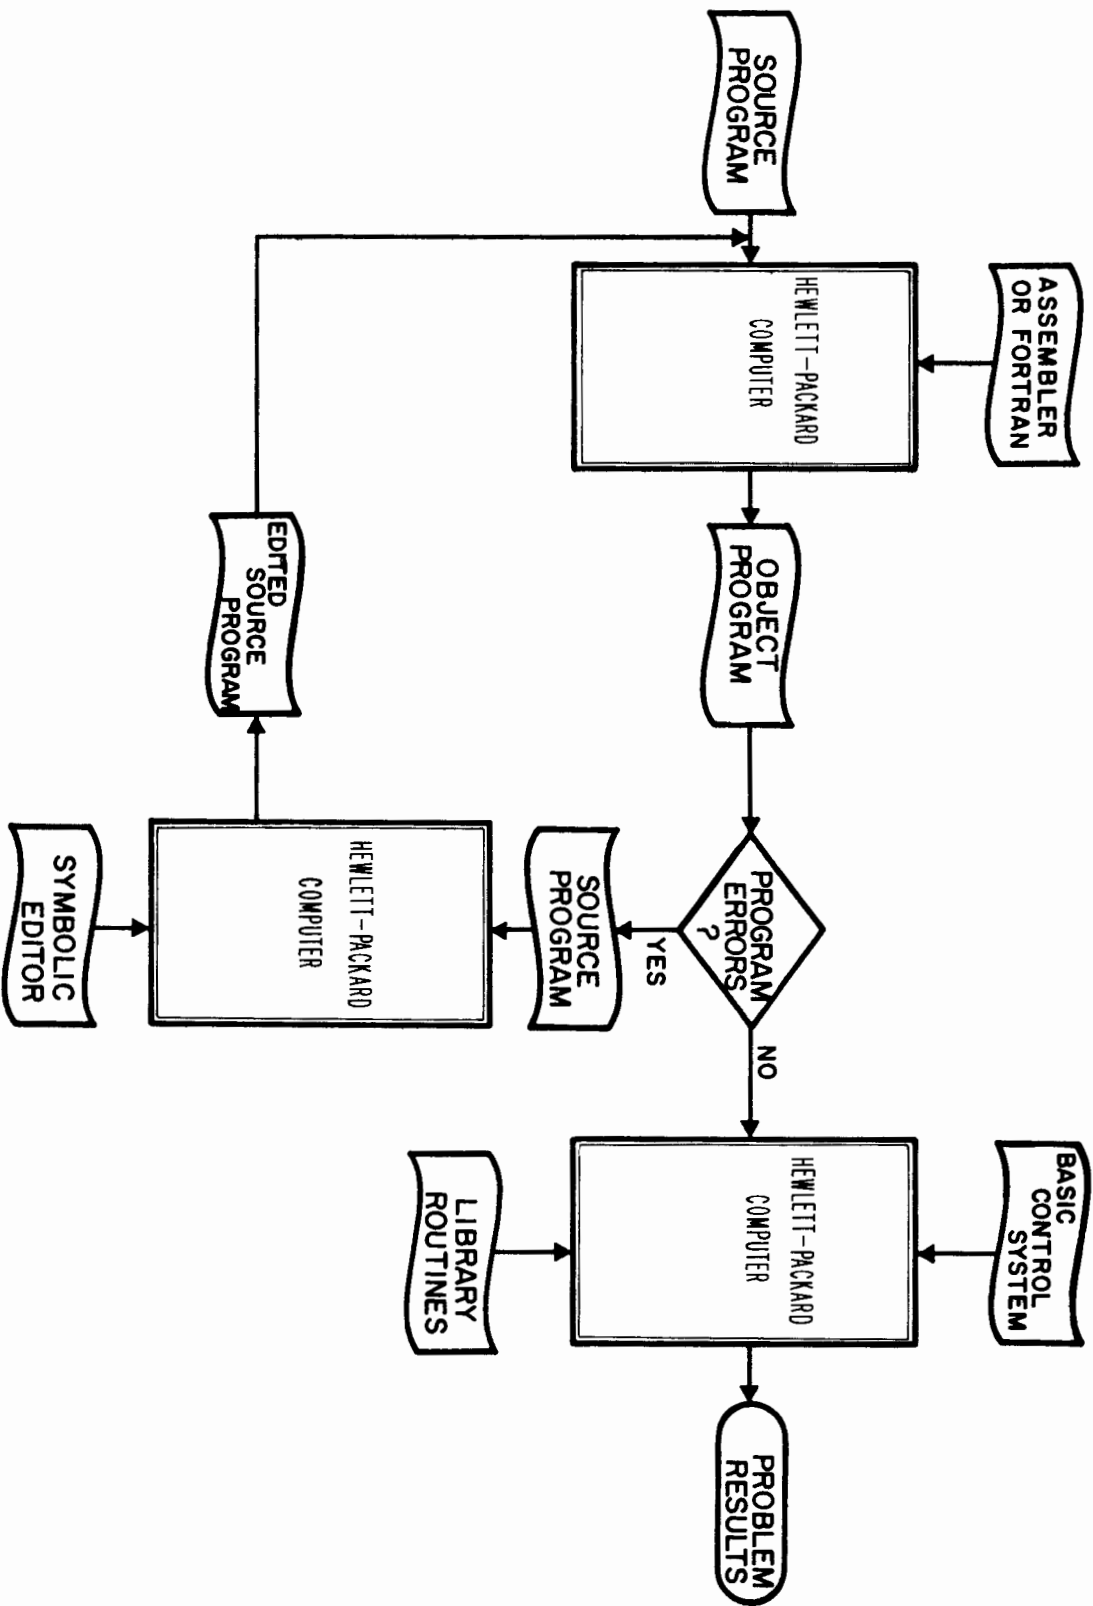 ASSEMBLER
OR FORTRAN
BASIC
CONTROL
SYSTEM
SOURCE
PROGRAM
HEWLETT-PACKARD
COMPUTER
OBJECT
PROGRAM
PROGRAM
ERRORS
?
NO
HEWLETT-PACKARD
COMPUTER
PROBLEM
RESULTS
YES
SOURCE
PROGRAM
LIBRARY
ROUTINES
EDITED
SOURCE
PROGRAM
HEWLETT-PACKARD
COMPUTER
SYMBOLIC
EDITOR